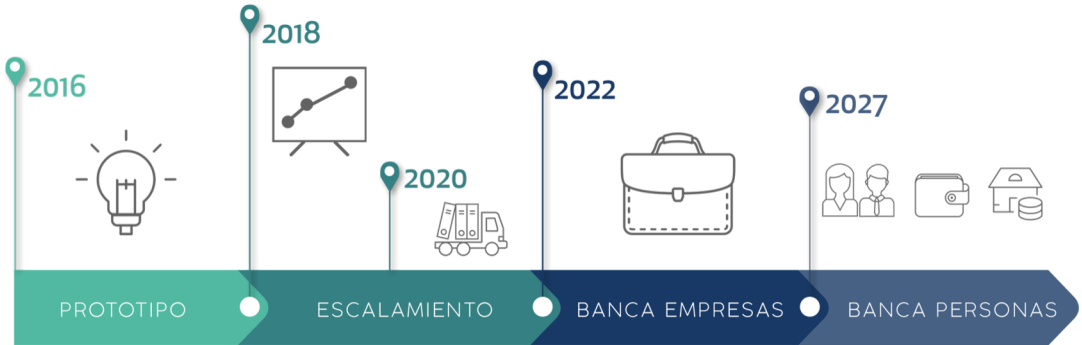 2016
2018
2020
2022
2027
PROTOTIPO
ESCALAMIENTO
BANCA EMPRESAS
BANCA PERSONAS